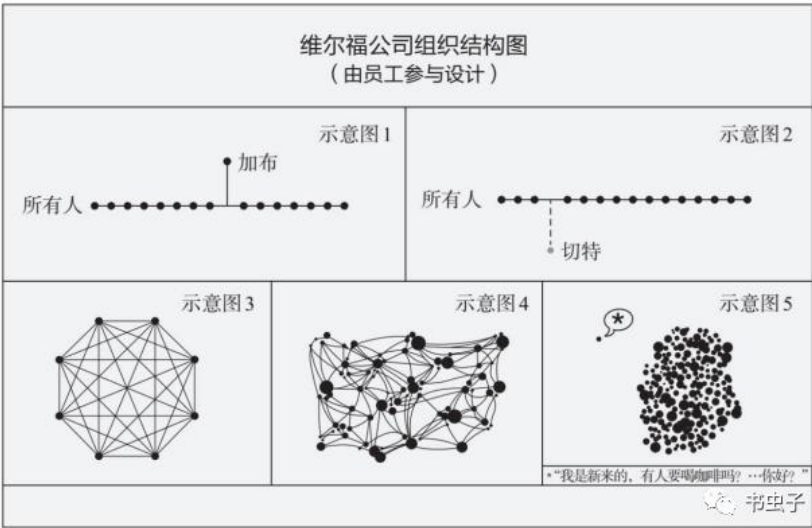 维尔福公司组织结构图
（由员工参与设计）
示意图1
加布
所有人
示意图2
所有人
切特
示意图3
示意图4
示意图5
*
*“我是新来的，有人要喝咖啡吗？…你好？”
书虫子